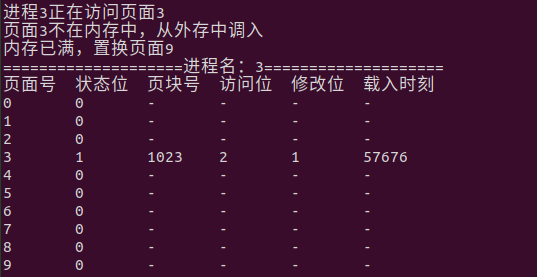 进程3正在访问页面3
页面3不在内存中，从外存中调入
内存已满，置换页面9
====================进程名：3====================
页面号 状态位 页块号 访问位 修改位 载入时刻
0 0 - - - -
1 0 - - - -
2 0 - - - -
3 1 1023 2 1 57676
4 0 - - - -
5 0 - - - -
6 0 - - - -
7 0 - - - -
8 0 - - - -
9 0 - - - -